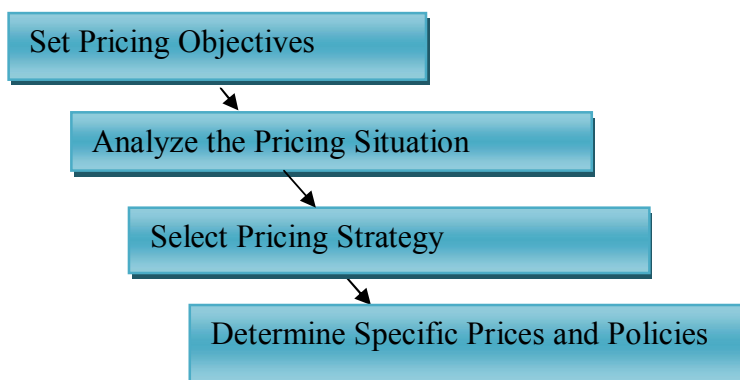 Set Pricing Objectives
Analyze the Pricing Situation
Select Pricing Strategy
Determine Specific Prices and Policies